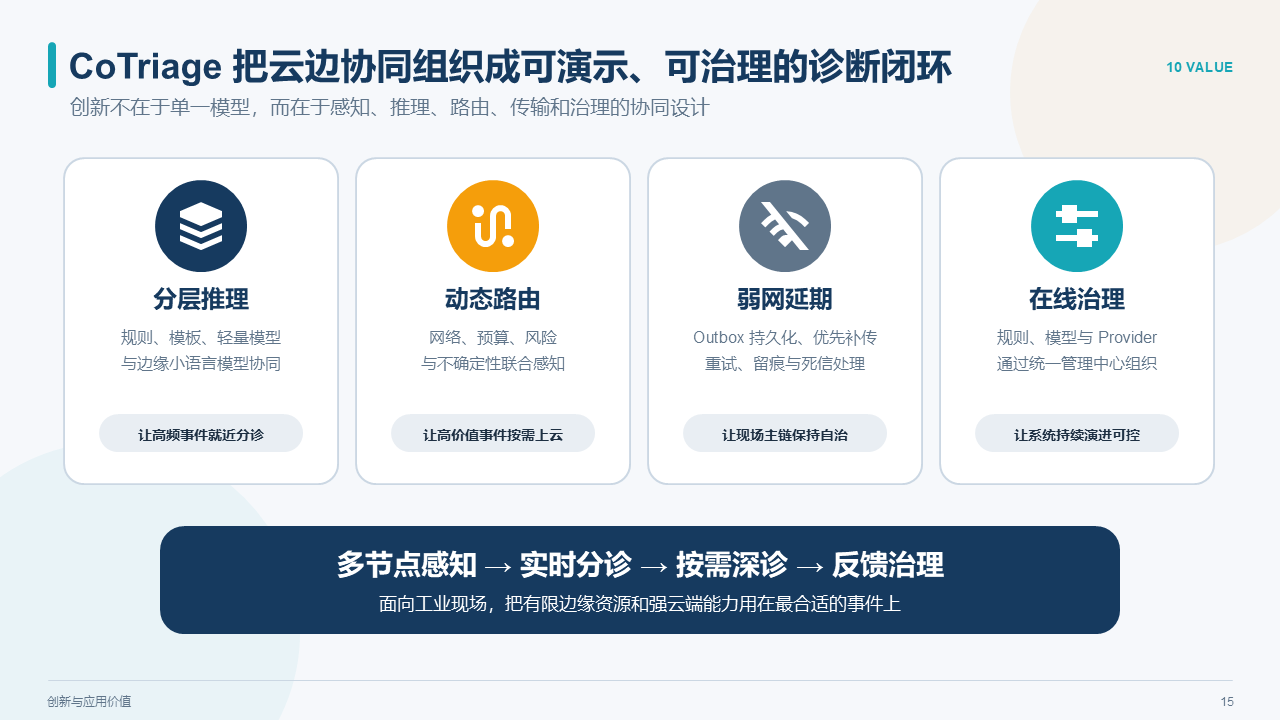 CoTriage 把云边协同组织成可演示、可治理的诊断闭环
10 VALUE
创新不在于单一模型，而在于感知、推理、路由、传输和治理的协同设计
分层推理
规则、模板、轻量模型
与边缘小语言模型协同
让高频事件就近分诊
动态路由
网络、预算、风险
与不确定性联合感知
让高价值事件按需上云
弱网延期
Outbox 持久化、优先补传
重试、留痕与死信处理
让现场主链保持自治
在线治理
规则、模型与 Provider
通过统一管理中心组织
让系统持续演进可控
多节点感知 → 实时分诊 → 按需深诊 → 反馈治理
面向工业现场，把有限边缘资源和强云端能力用在最合适的事件上
创新与应用价值
15